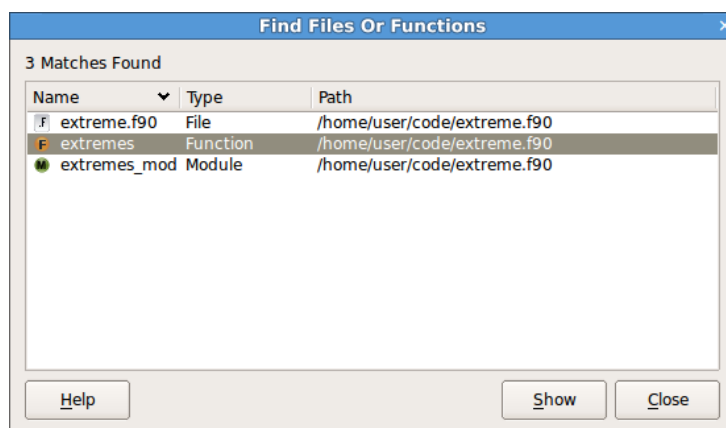 Find Files Or Functions
3 Matches Found
Name Type Path
.F extreme.f90 File /home/user/code/extreme.f90
F extremes Function /home/user/code/extreme.f90
M extremes_mod Module /home/user/code/extreme.f90
Help Show Close